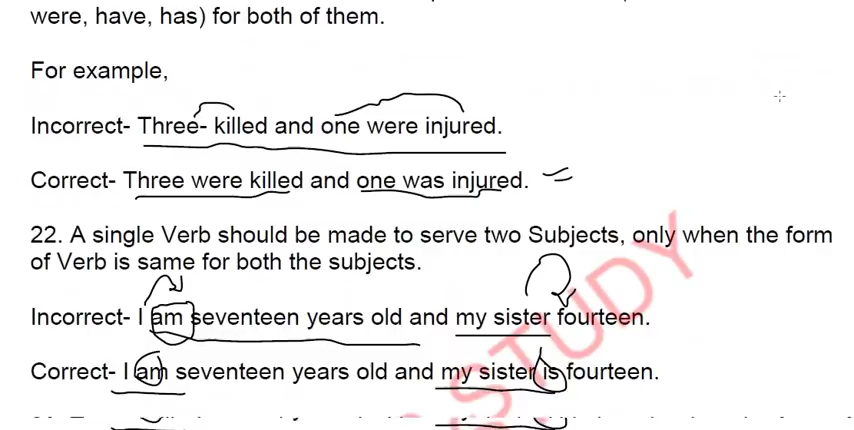 were, have, has) for both of them.
For example,
Incorrect- Three- killed and one were injured.
Correct- Three were killed and one was injured.
22. A single Verb should be made to serve two Subjects, only when the form
of Verb is same for both the subjects.
Incorrect- I am seventeen years old and my sister fourteen.
Correct- I am seventeen years old and my sister is fourteen.
STUDY